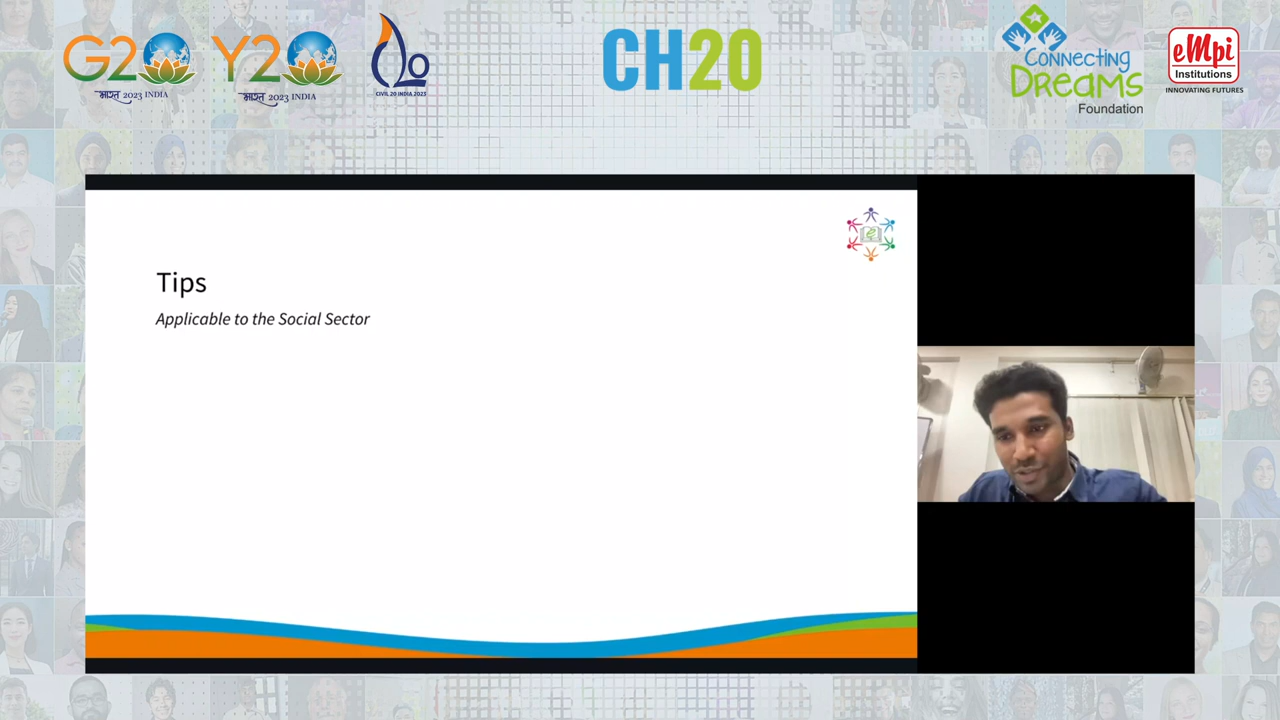 G20
भारत 2023 INDIA
Y20
भारत 2023 INDIA
C20
CIVIL 20 INDIA 2023
CH20
Connecting
Dreams
Foundation
eMpi
Institutions
INNOVATING FUTURES
Tips
Applicable to the Social Sector